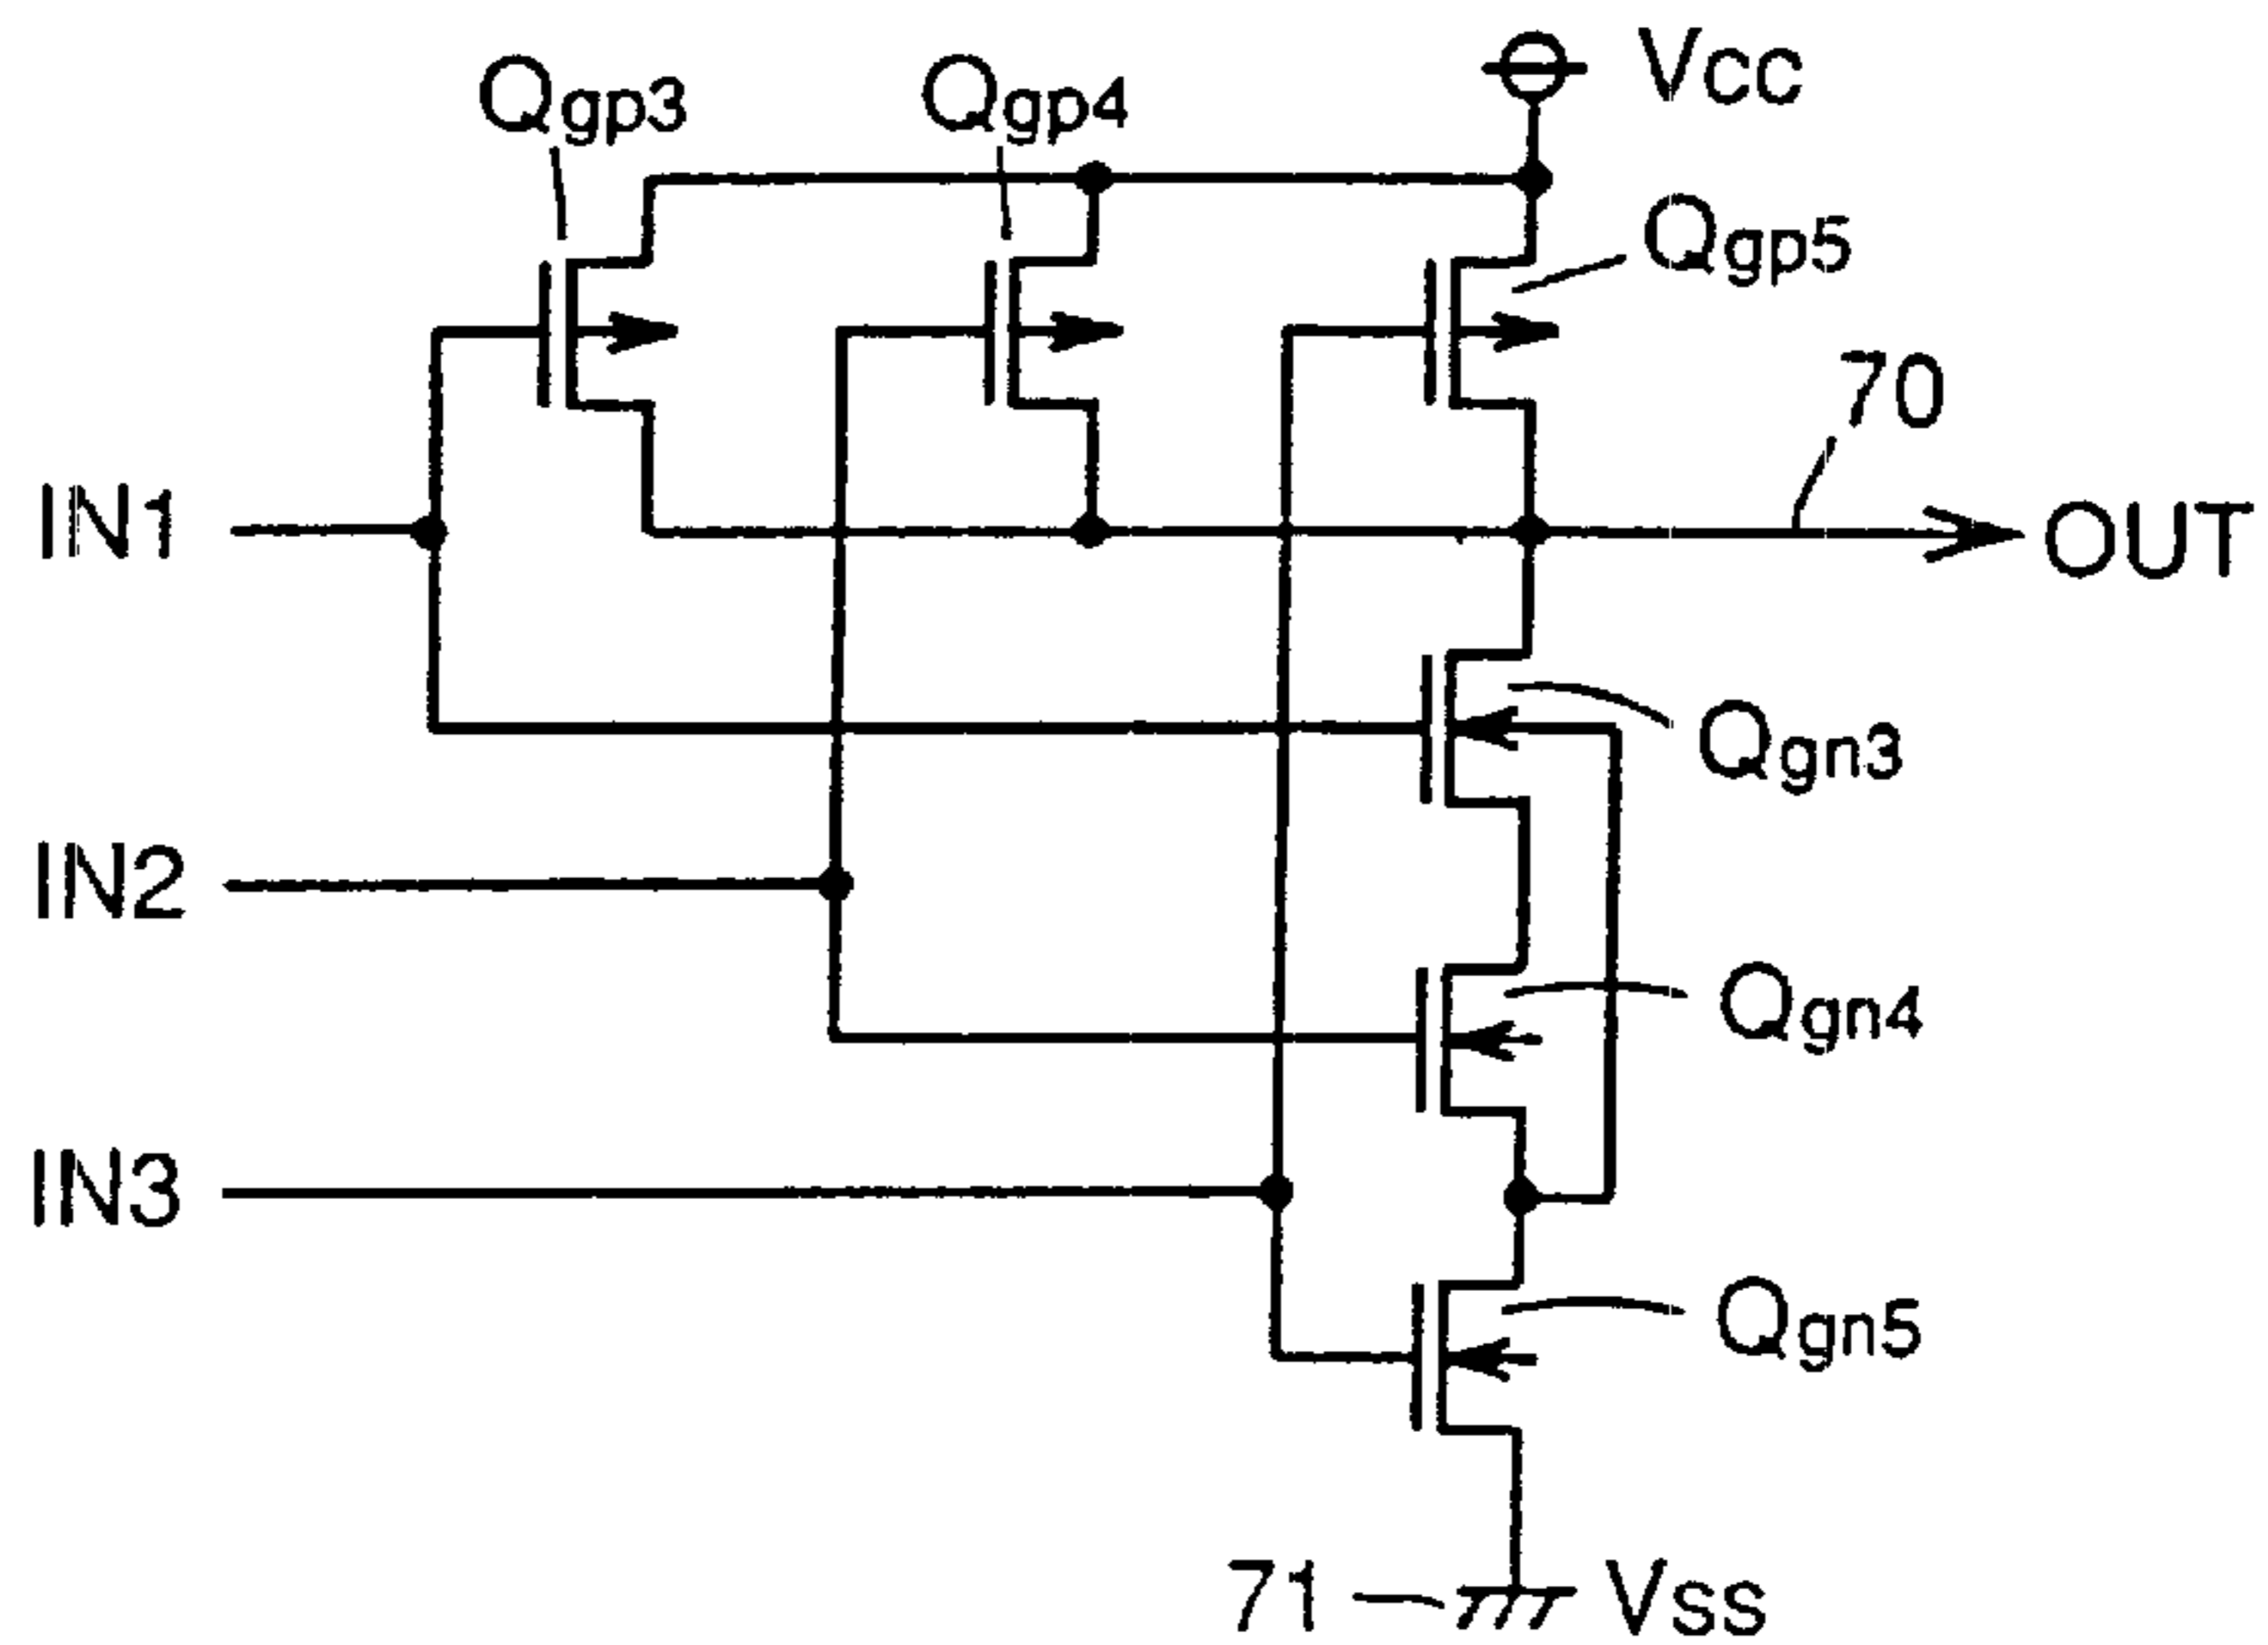 Vcc
Qgp3
Qgp4
Qgp5
70
IN1
OUT
Qgn3
IN2
Qgn4
IN3
Qgn5
71
Vss